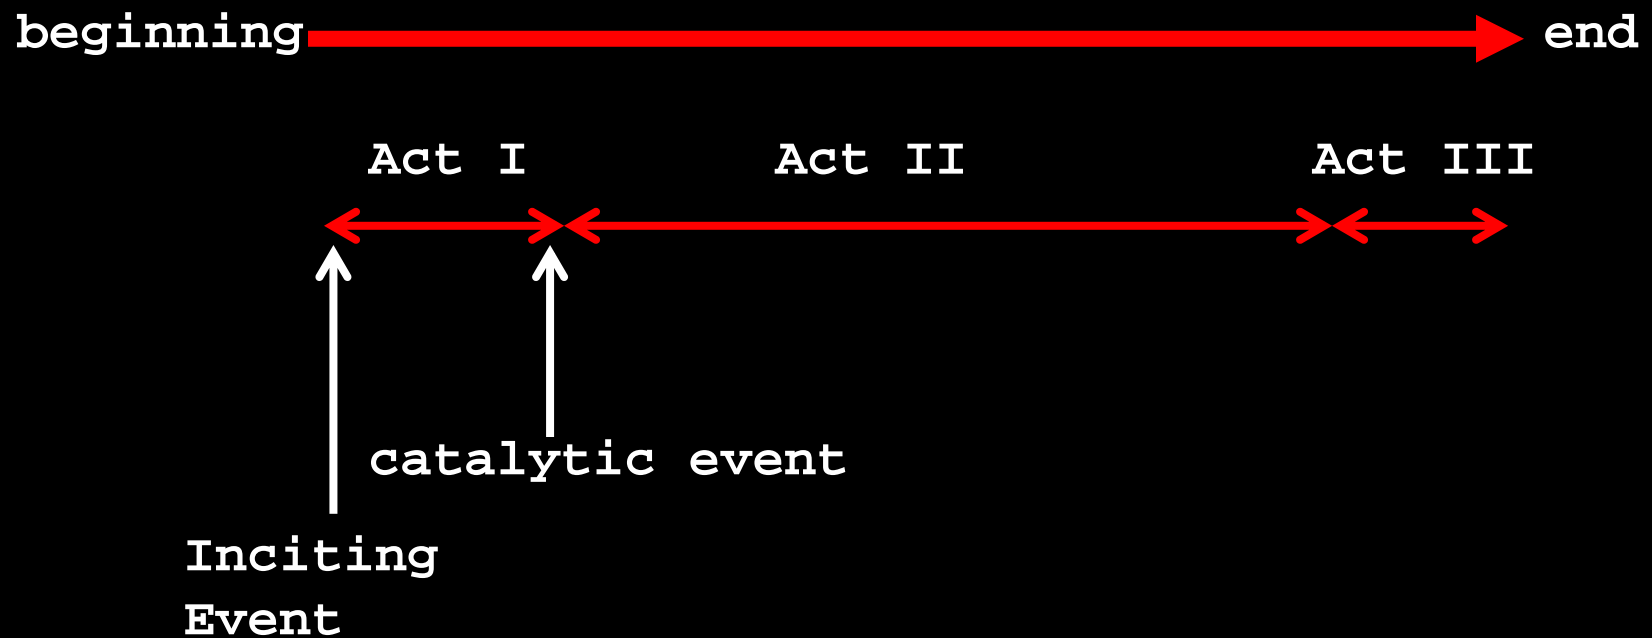 beginning end
Act I Act II Act III
catalytic event
Inciting
Event